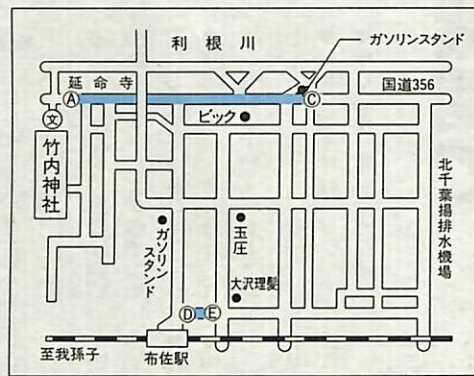 利根川
ガソリンスタンド
延命寺
国道356
Ⓐ
Ⓒ
ビック
文
竹内神社
北千葉揚排水機場
ガソリンスタンド
玉圧
大沢理髪
Ⓓ
Ⓔ
至我孫子
布佐駅